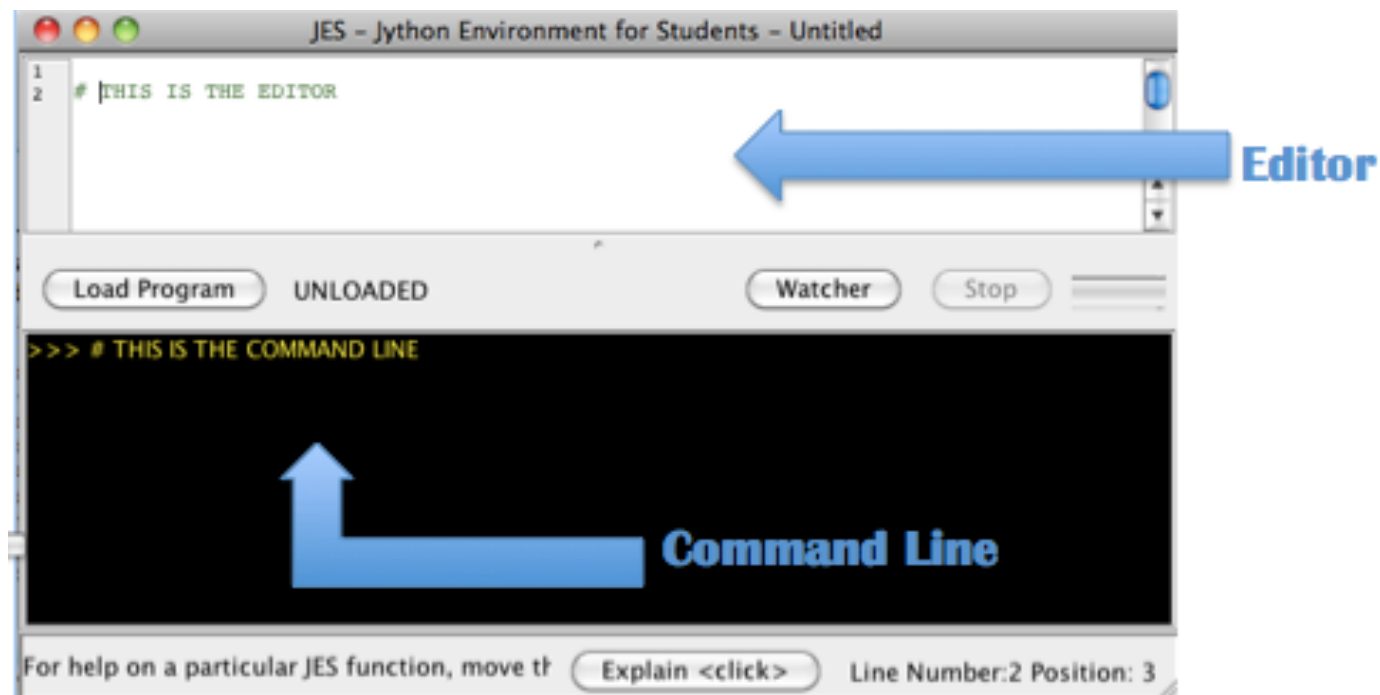 JES – Jython Environment for Students – Untitled
1
2 # THIS IS THE EDITOR
Editor
Load Program UNLOADED Watcher Stop
>>> # THIS IS THE COMMAND LINE
Command Line
For help on a particular JES function, move th Explain <click> Line Number:2 Position: 3